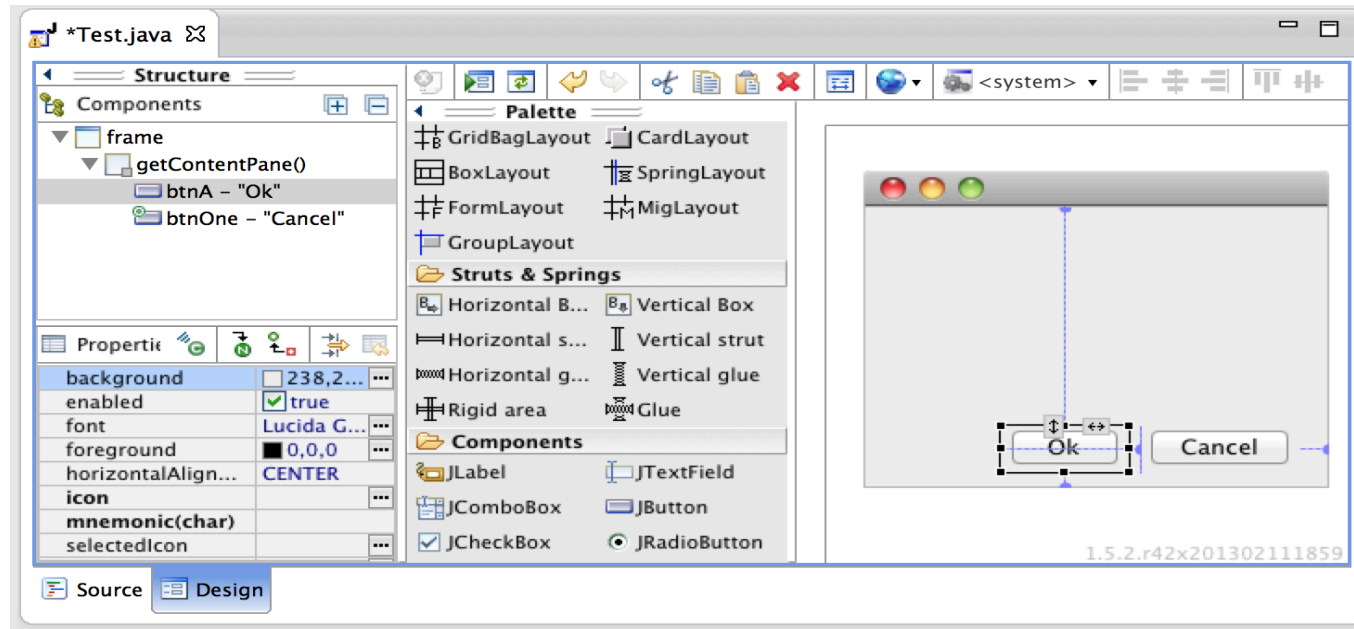 *Test.java
Structure
Components
frame
getContentPane()
btnA – "Ok"
btnOne – "Cancel"
Propertie
background 238,2...
enabled true
font Lucida G...
foreground 0,0,0
horizontalAlign... CENTER
icon
mnemonic(char)
selectedIcon
<system>
Palette
GridBagLayout CardLayout
BoxLayout SpringLayout
FormLayout MigLayout
GroupLayout
Struts & Springs
Horizontal B... Vertical Box
Horizontal s... Vertical strut
Horizontal g... Vertical glue
Rigid area Glue
Components
JLabel JTextField
JComboBox JButton
JCheckBox JRadioButton
Ok Cancel
1.5.2.r42x201302111859
Source Design